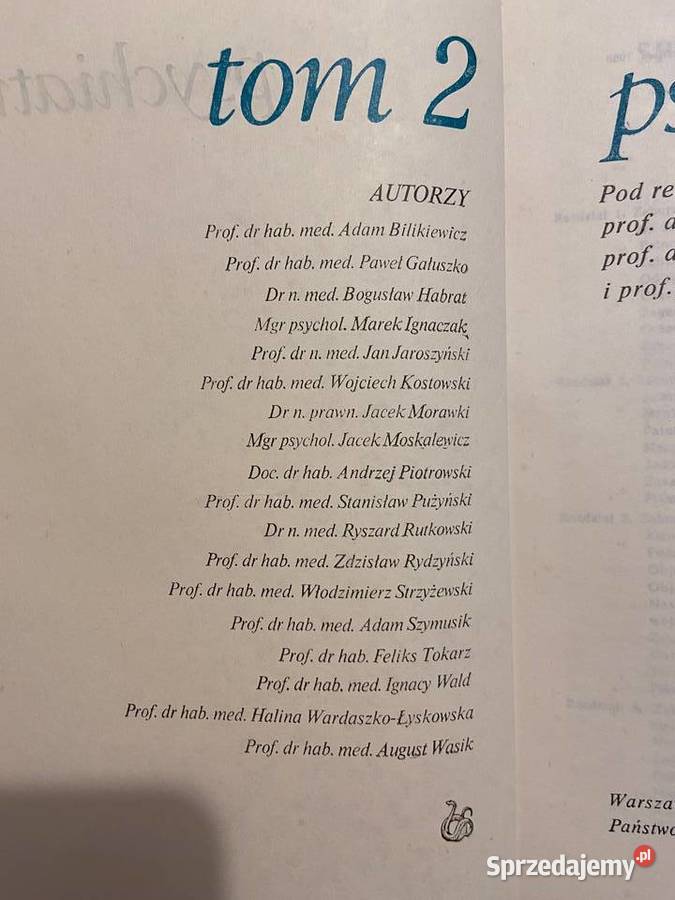 tom 2
AUTORZY
Prof. dr hab. med. Adam Bilikiewicz
Prof. dr hab. med. Paweł Gałuszko
Dr n. med. Bogusław Habrat
Mgr psychol. Marek Ignaczak
Prof. dr n. med. Jan Jaroszyński
Prof. dr hab. med. Wojciech Kostowski
Dr n. prawn. Jacek Morawki
Mgr psychol. Jacek Moskalewicz
Doc. dr hab. Andrzej Piotrowski
Prof. dr hab. med. Stanisław Pużyński
Dr n. med. Ryszard Rutkowski
Prof. dr hab. med. Zdzisław Rydzyński
Prof. dr hab. med. Włodzimierz Strzyżewski
Prof. dr hab. med. Adam Szymusik
Prof. dr hab. Feliks Tokarz
Prof. dr hab. med. Ignacy Wald
Prof. dr hab. med. Halina Wardaszko-Łyskowska
Prof. dr hab. med. August Wasik
ps
Pod re
prof. d
prof. d
i prof.
Warsza
Państwo
Sprzedajemy.pl